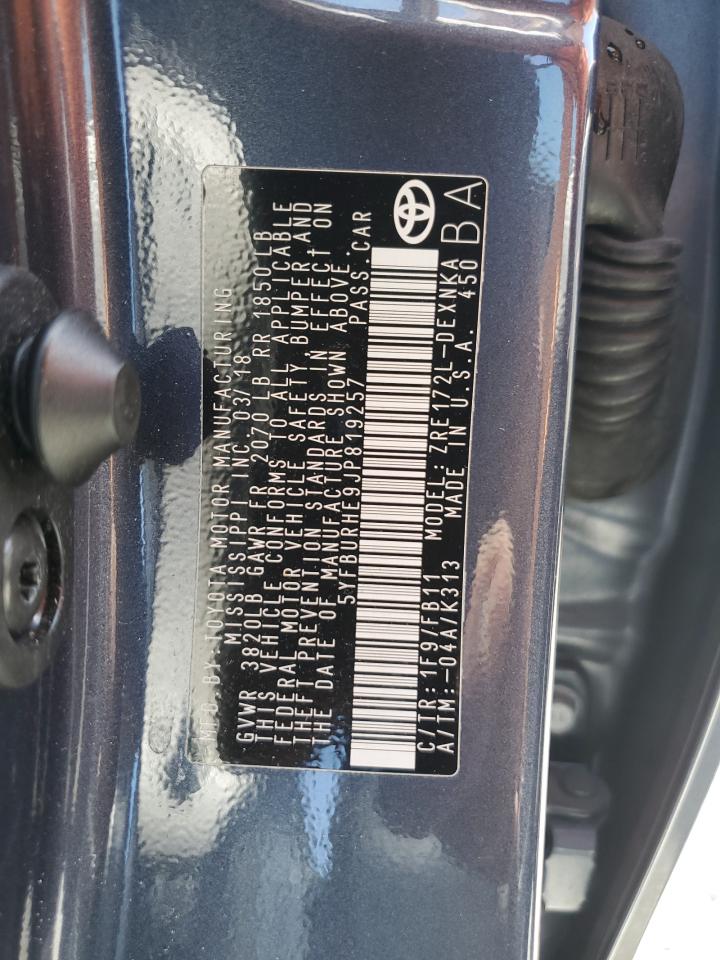 MFD. BY: TOYOTA MOTOR MANUFACTURING
MISSISSIPPI INC. 03/18
GVWR 3820LB GAWR FR 2070 LB RR 1850 LB
THIS VEHICLE CONFORMS TO ALL APPLICABLE
FEDERAL MOTOR VEHICLE SAFETY, BUMPER AND
THEFT PREVENTION STANDARDS IN EFFECT ON
THE DATE OF MANUFACTURE SHOWN ABOVE.
5YFBURHE9JP819257 PASS.CAR
C/TR:1F9/FB11 MODEL:ZRE172L-DEXNKA
A/TM:-04A/K313 MADE IN U.S.A. 450
BA